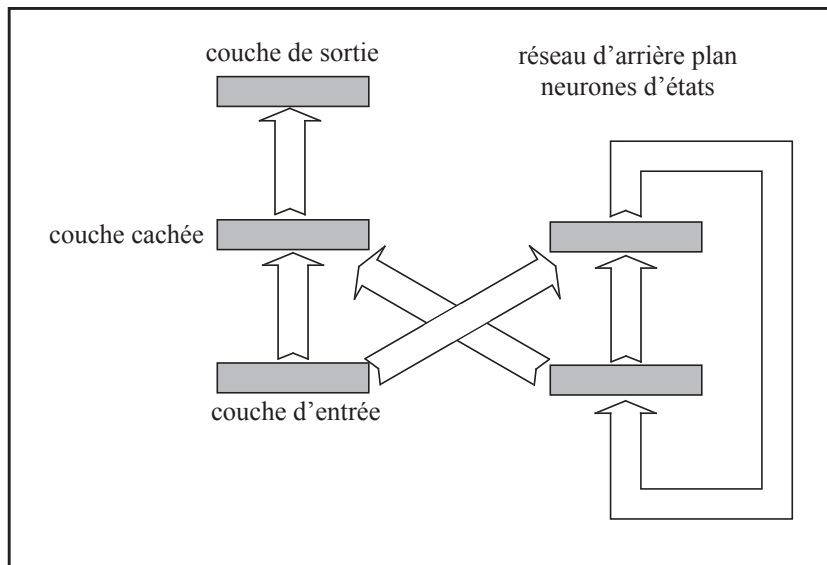 couche de sortie
réseau d’arrière plan
neurones d’états
couche cachée
couche d’entrée